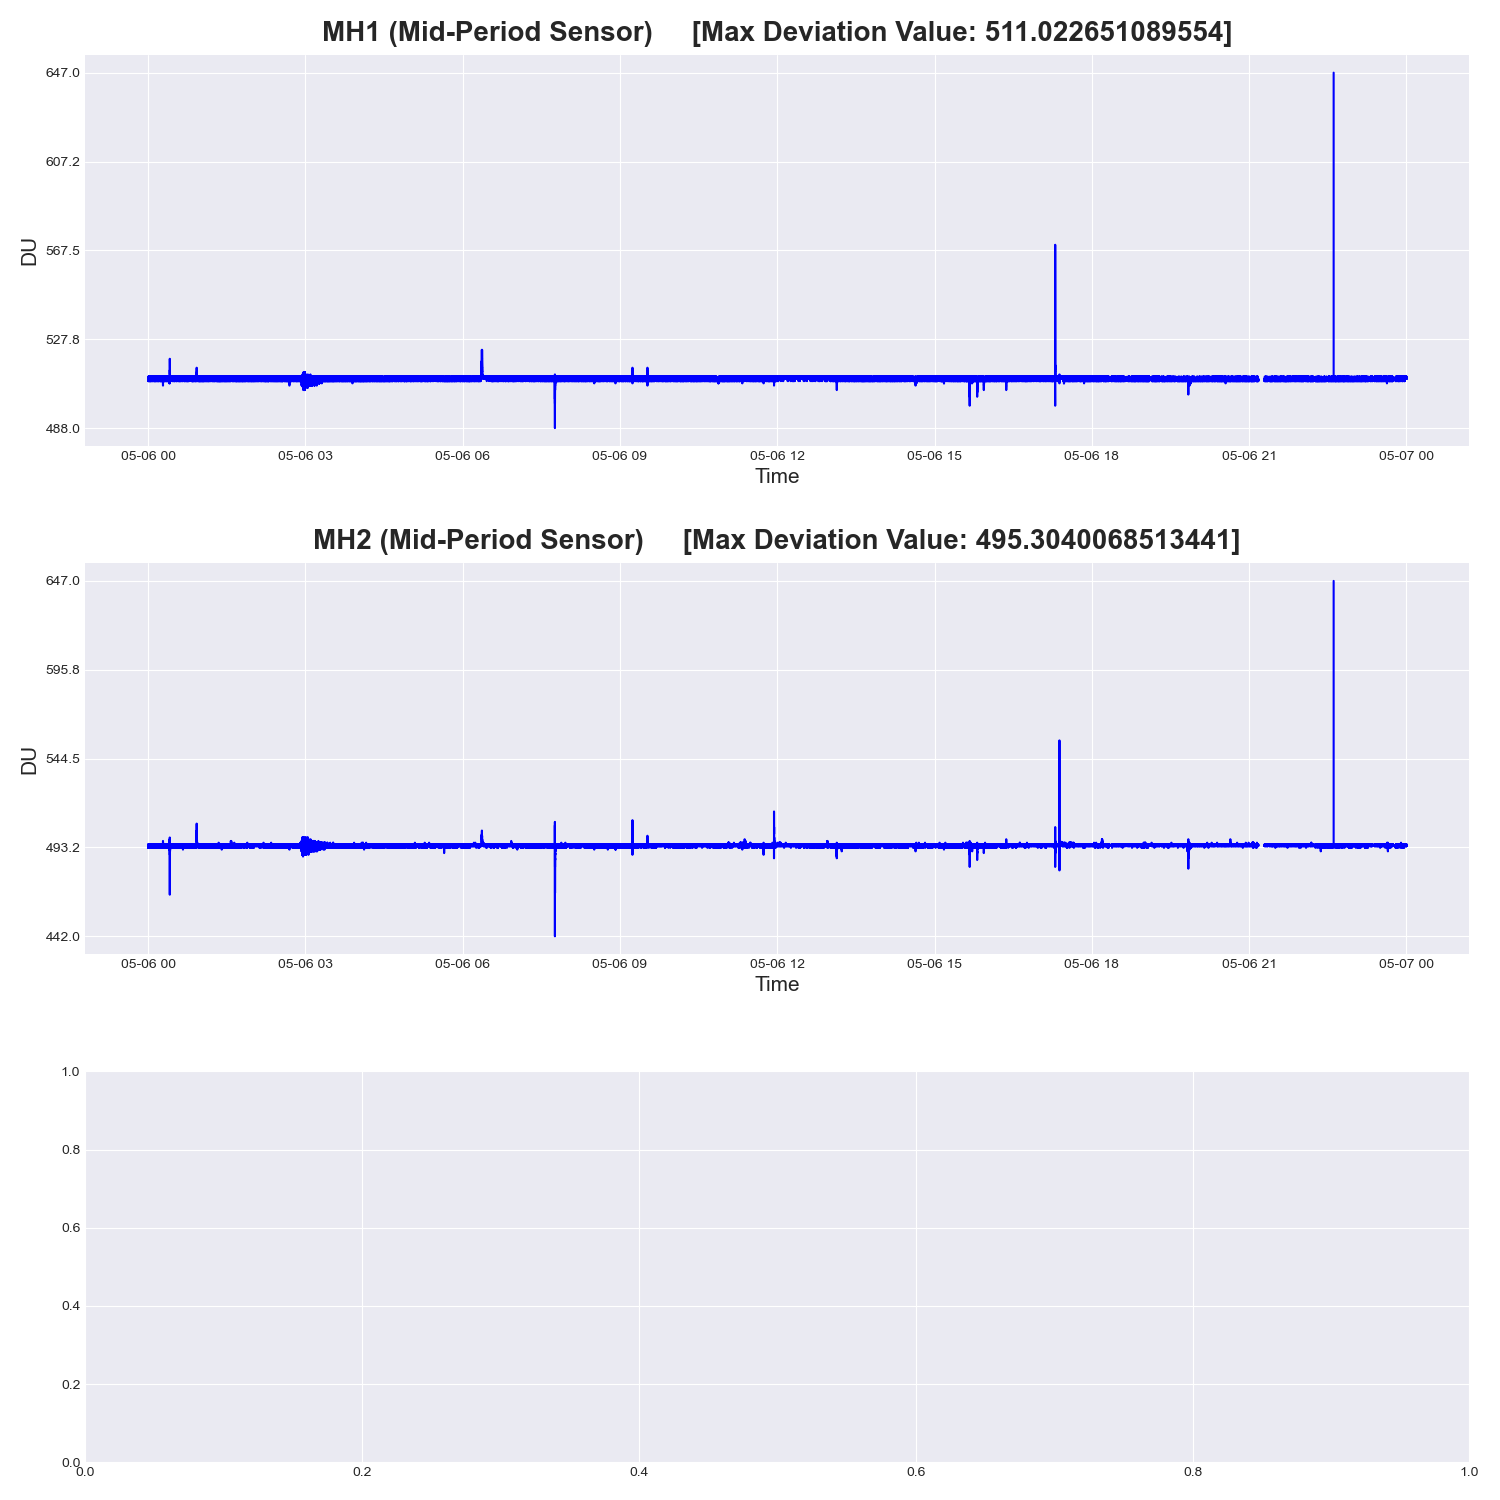 MH1 (Mid-Period Sensor) [Max Deviation Value: 511.022651089554]
647.0
607.2
567.5
527.8
488.0
DU
05-06 00 05-06 03 05-06 06 05-06 09 05-06 12 05-06 15 05-06 18 05-06 21 05-07 00
Time
MH2 (Mid-Period Sensor) [Max Deviation Value: 495.3040068513441]
647.0
595.8
544.5
493.2
442.0
DU
05-06 00 05-06 03 05-06 06 05-06 09 05-06 12 05-06 15 05-06 18 05-06 21 05-07 00
Time
1.0
0.8
0.6
0.4
0.2
0.0
0.0 0.2 0.4 0.6 0.8 1.0